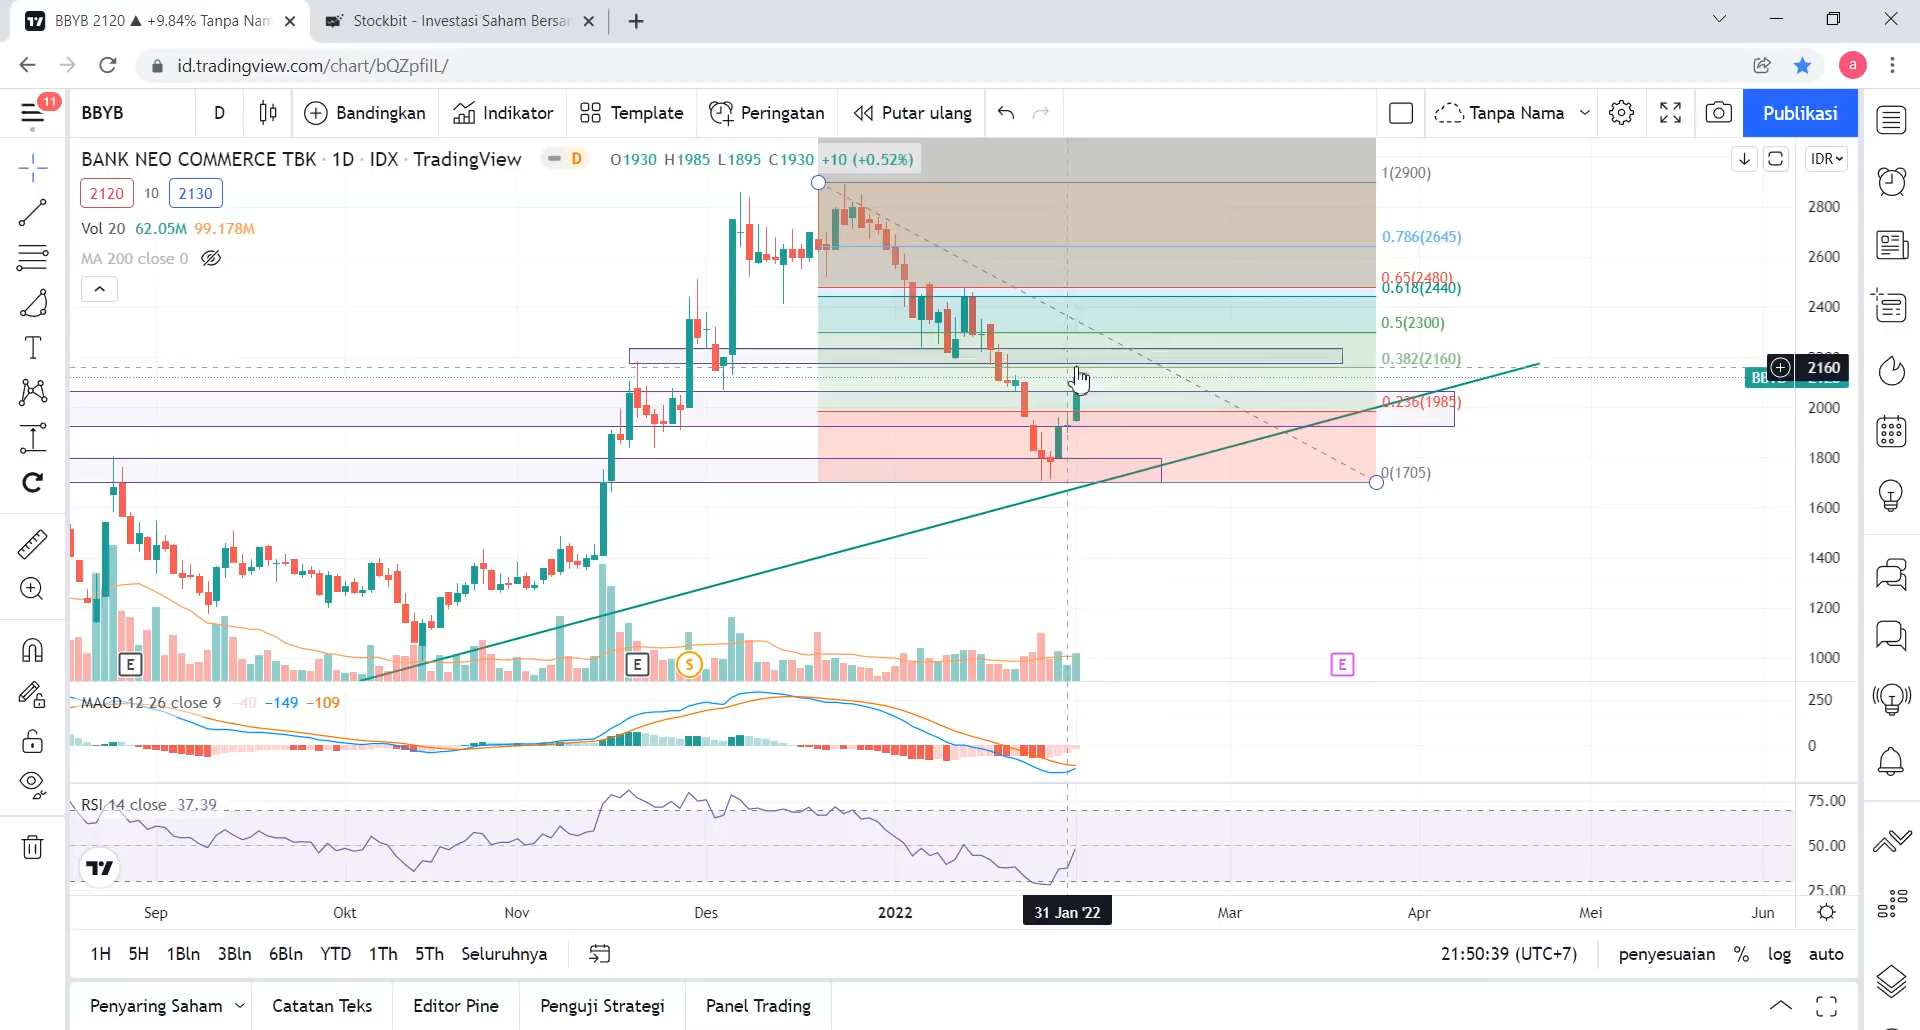 BBYB 2120 ▲ +9.84% Tanpa Nam
Stockbit - Investasi Saham Bersa
id.tradingview.com/chart/bQZpfiIL/
a
11
BBYB
D
Bandingkan
Indikator
Template
Peringatan
Putar ulang
Tanpa Nama
Publikasi
BANK NEO COMMERCE TBK · 1D · IDX · TradingView
D
O1930 H1985 L1895 C1930 +10 (+0.52%)
IDR
2120
10
2130
Vol 20 62.05M 99.178M
MA 200 close 0
1(2900)
0.786(2645)
0.65(2480)
0.618(2440)
0.5(2300)
0.382(2160)
0.236(1985)
0(1705)
2800
2600
2400
2160
2000
1800
1600
1400
1200
1000
E
E
S
E
MACD 12 26 close 9 -40 -149 -109
250
0
RSI 14 close 37.39
75.00
50.00
25.00
Sep
Okt
Nov
Des
2022
31 Jan '22
Mar
Apr
Mei
Jun
1H
5H
1Bln
3Bln
6Bln
YTD
1Th
5Th
Seluruhnya
21:50:39 (UTC+7)
penyesuaian
%
log
auto
Penyaring Saham
Catatan Teks
Editor Pine
Penguji Strategi
Panel Trading